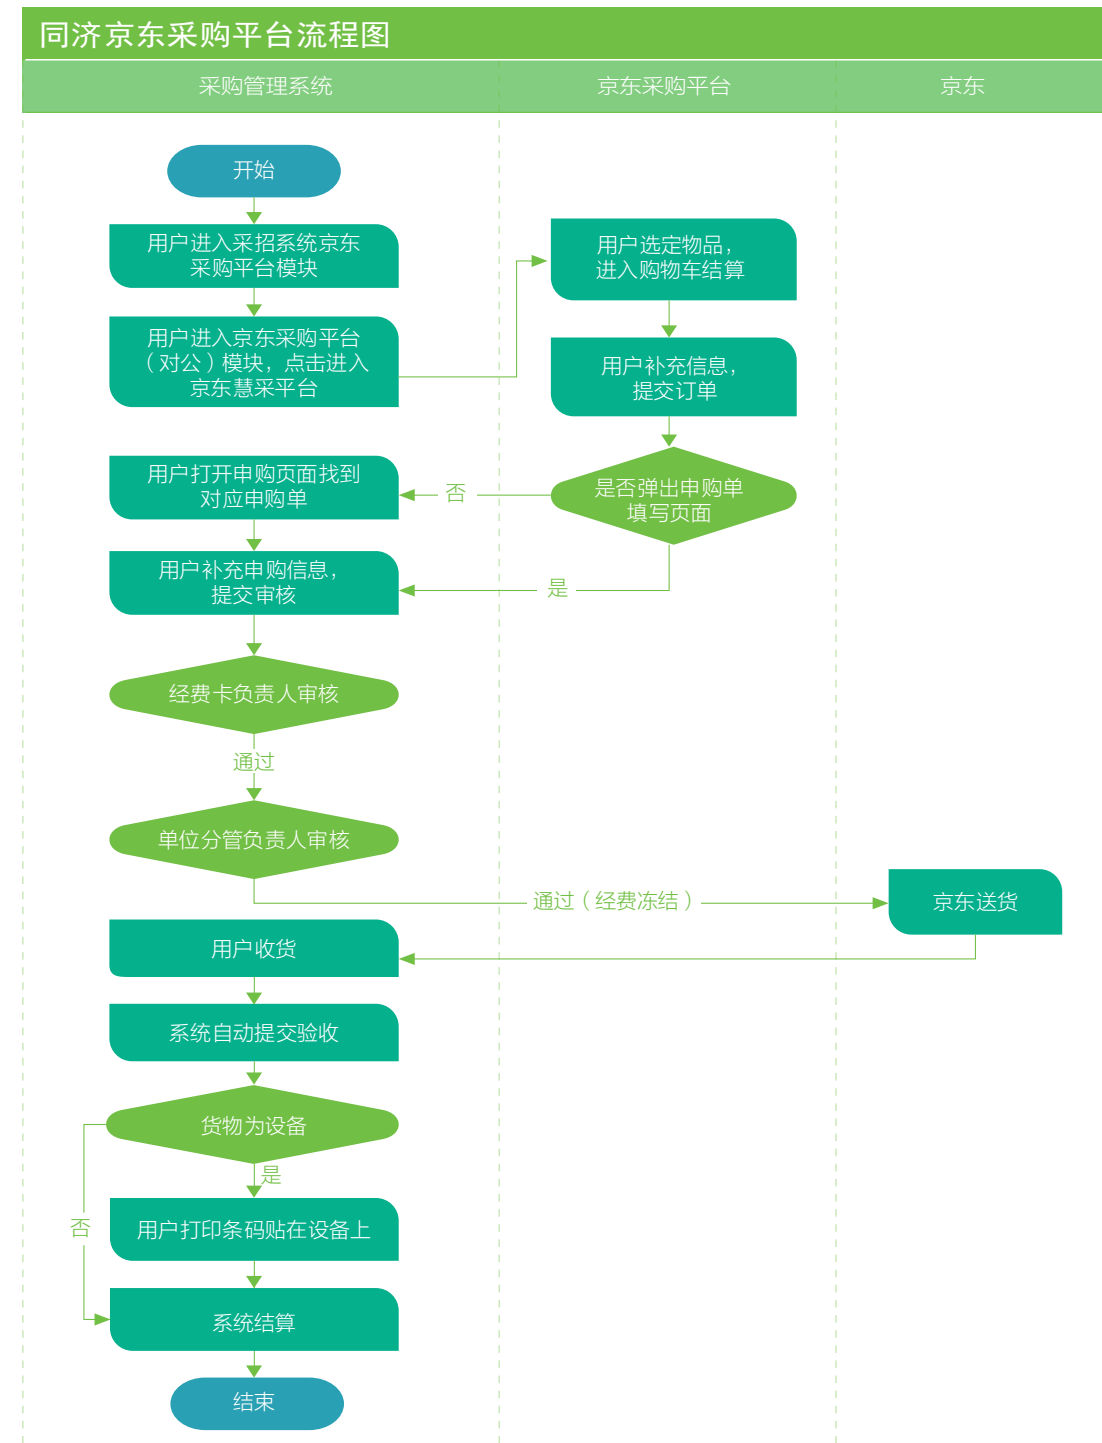 同济京东采购平台流程图
采购管理系统
京东采购平台
京东
开始
用户进入采招系统京东
采购平台模块
用户进入京东采购平台
（对公）模块，点击进入
京东慧采平台
用户选定物品，
进入购物车结算
用户补充信息，
提交订单
是否弹出申购单
填写页面
否
用户打开申购页面找到
对应申购单
是
用户补充申购信息，
提交审核
经费卡负责人审核
通过
单位分管负责人审核
通过（经费冻结）
京东送货
用户收货
系统自动提交验收
货物为设备
是
否
用户打印条码贴在设备上
系统结算
结束